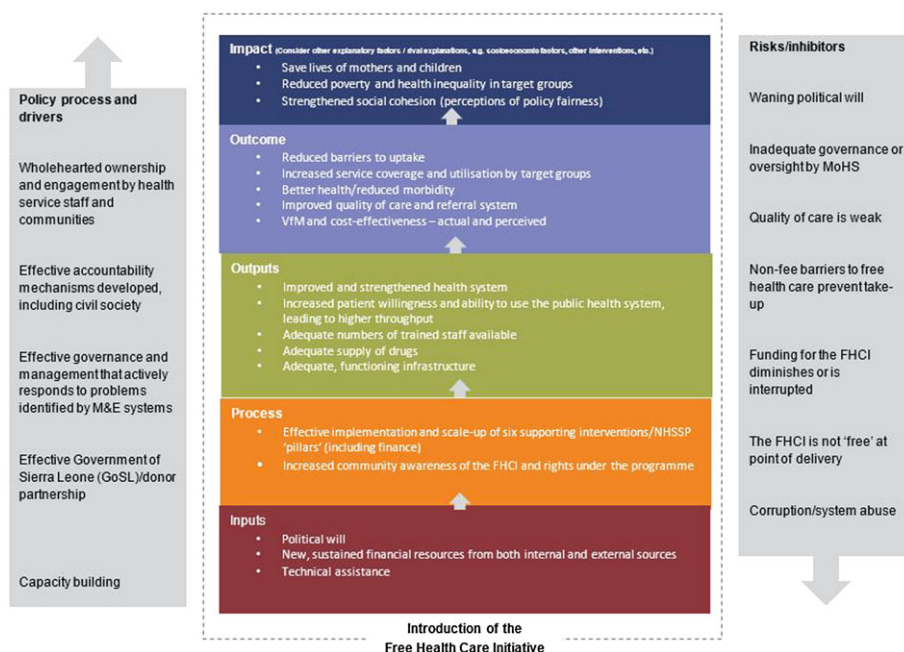 Policy process and
drivers
Wholehearted ownership
and engagement by health
service staff and
communities
Effective accountability
mechanisms developed,
including civil society
Effective governance and
management that actively
responds to problems
identified by M&E systems
Effective Government of
Sierra Leone (GoSL)/donor
partnership
Capacity building
Impact (Consider other explanatory factors / rival explanations, e.g. socioeconomic factors, other interventions, etc.)
• Save lives of mothers and children
• Reduced poverty and health inequality in target groups
• Strengthened social cohesion (perceptions of policy fairness)
Outcome
• Reduced barriers to uptake
• Increased service coverage and utilisation by target groups
• Better health/reduced morbidity
• Improved quality of care and referral system
• VfM and cost-effectiveness – actual and perceived
Outputs
• Improved and strengthened health system
• Increased patient willingness and ability to use the public health system,
leading to higher throughput
• Adequate numbers of trained staff available
• Adequate supply of drugs
• Adequate, functioning infrastructure
Process
• Effective implementation and scale-up of six supporting interventions/NHSSP
'pillars' (including finance)
• Increased community awareness of the FHCI and rights under the programme
Inputs
• Political will
• New, sustained financial resources from both internal and external sources
• Technical assistance
Introduction of the
Free Health Care Initiative
Risks/inhibitors
Waning political will
Inadequate governance or
oversight by MoHS
Quality of care is weak
Non-fee barriers to free
health care prevent take-
up
Funding for the FHCI
diminishes or is
interrupted
The FHCI is not 'free' at
point of delivery
Corruption/system abuse